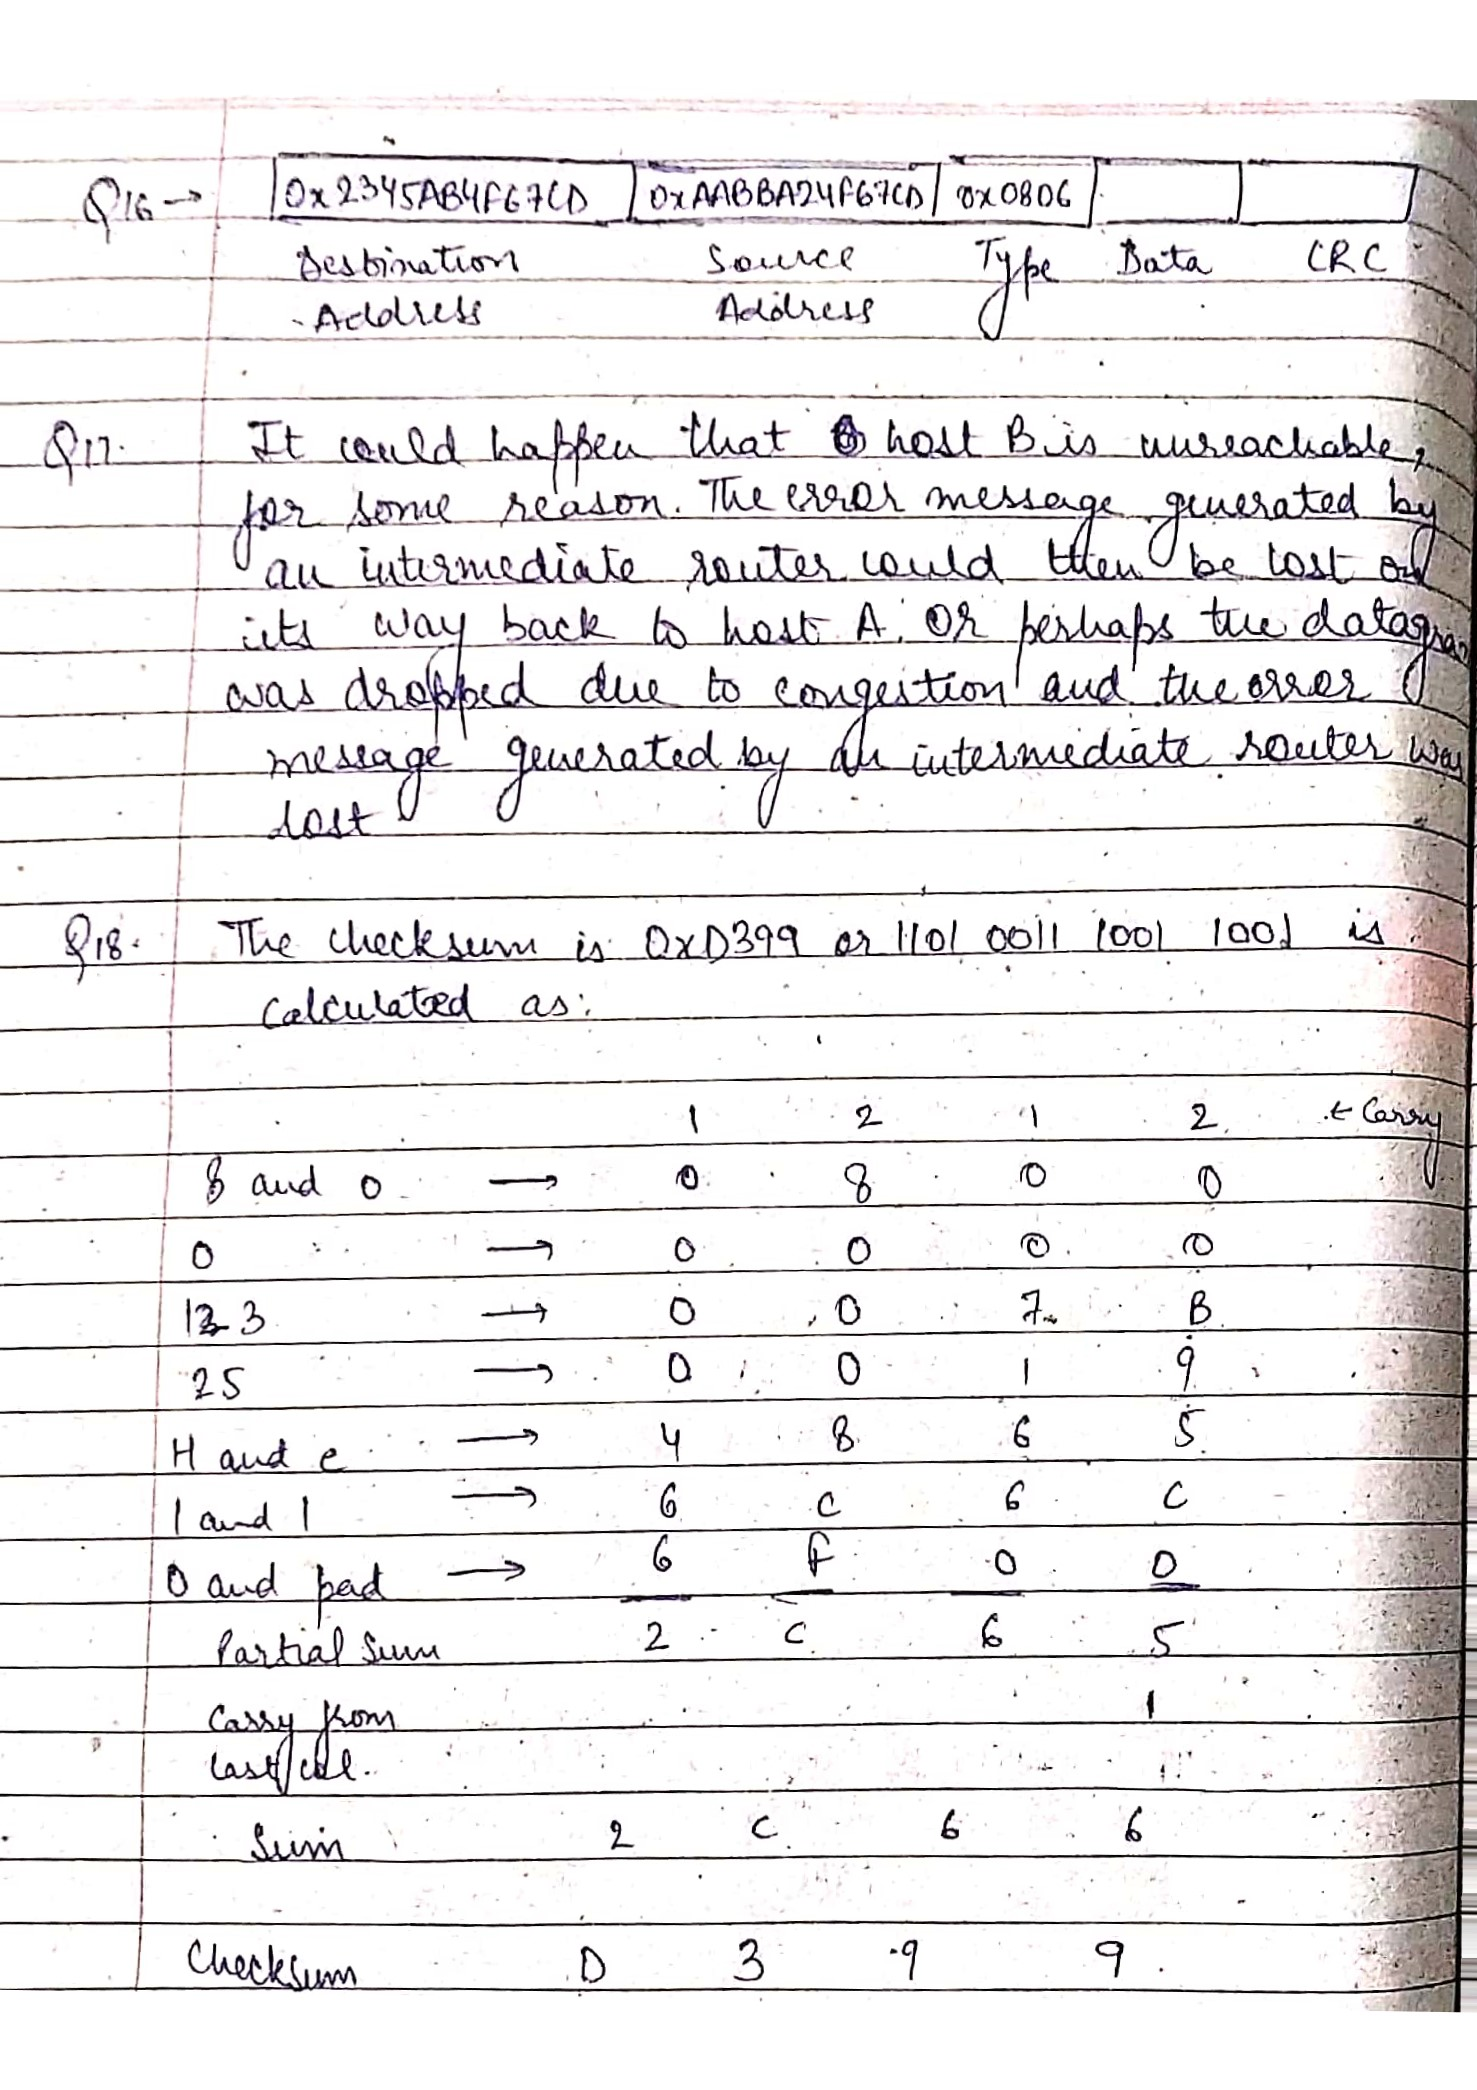 Q16 → 0x2345AB4F67CD 0xAABBA24F67CD 0x0806
Destination Source Type Data CRC
Address Address
Q17. It could happen that host B is unreachable,
for some reason. The error message generated by
an intermediate router could then be lost on
its way back to host A. Or perhaps the datagram
was dropped due to congestion and the error
message generated by an intermediate router was
lost
Q18. The checksum is 0xD399 or 1101 0011 1001 1001 is
calculated as:
1 2 1 2 ← Carry
8 and 0 → 0 8 0 0
0 → 0 0 0 0
123 → 0 0 7 B
25 → 0 0 1 9
H and e → 4 8 6 5
l and l → 6 C 6 C
0 and pad → 6 F 0 0
Partial Sum 2 C 6 5
Carry from 1
last col.
Sum 2 C 6 6
Checksum D 3 9 9